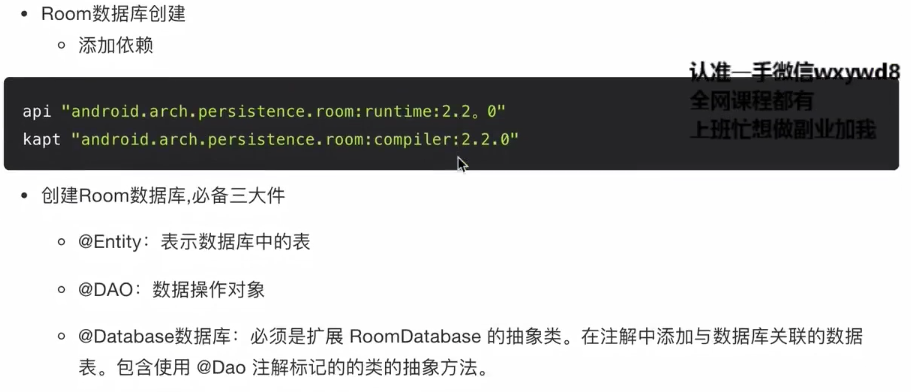 Room数据库创建
添加依赖
认准一手微信wxywd8
全网课程都有
上班忙想做副业加我
api "android.arch.persistence.room:runtime:2.2。0"
kapt "android.arch.persistence.room:compiler:2.2.0"
创建Room数据库,必备三大件
@Entity：表示数据库中的表
@DAO：数据操作对象
@Database数据库：必须是扩展 RoomDatabase 的抽象类。在注解中添加与数据库关联的数据
表。包含使用 @Dao 注解标记的的类的抽象方法。